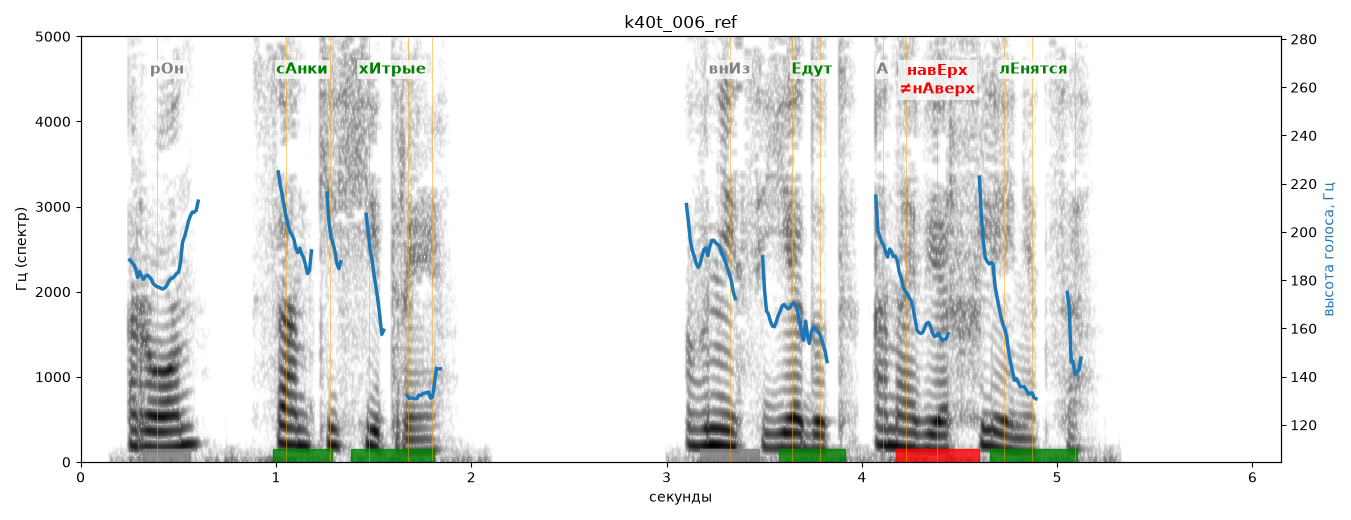 k40t_006_ref
5000
4000
3000
2000
1000
0
Гц (спектр)
рОн
сАнки
хИтрые
внИз
Едут
А
навЕрх
≠нАверх
лЕнятся
280
260
240
220
200
180
160
140
120
высота голоса, Гц
0 1 2 3 4 5 6
секунды